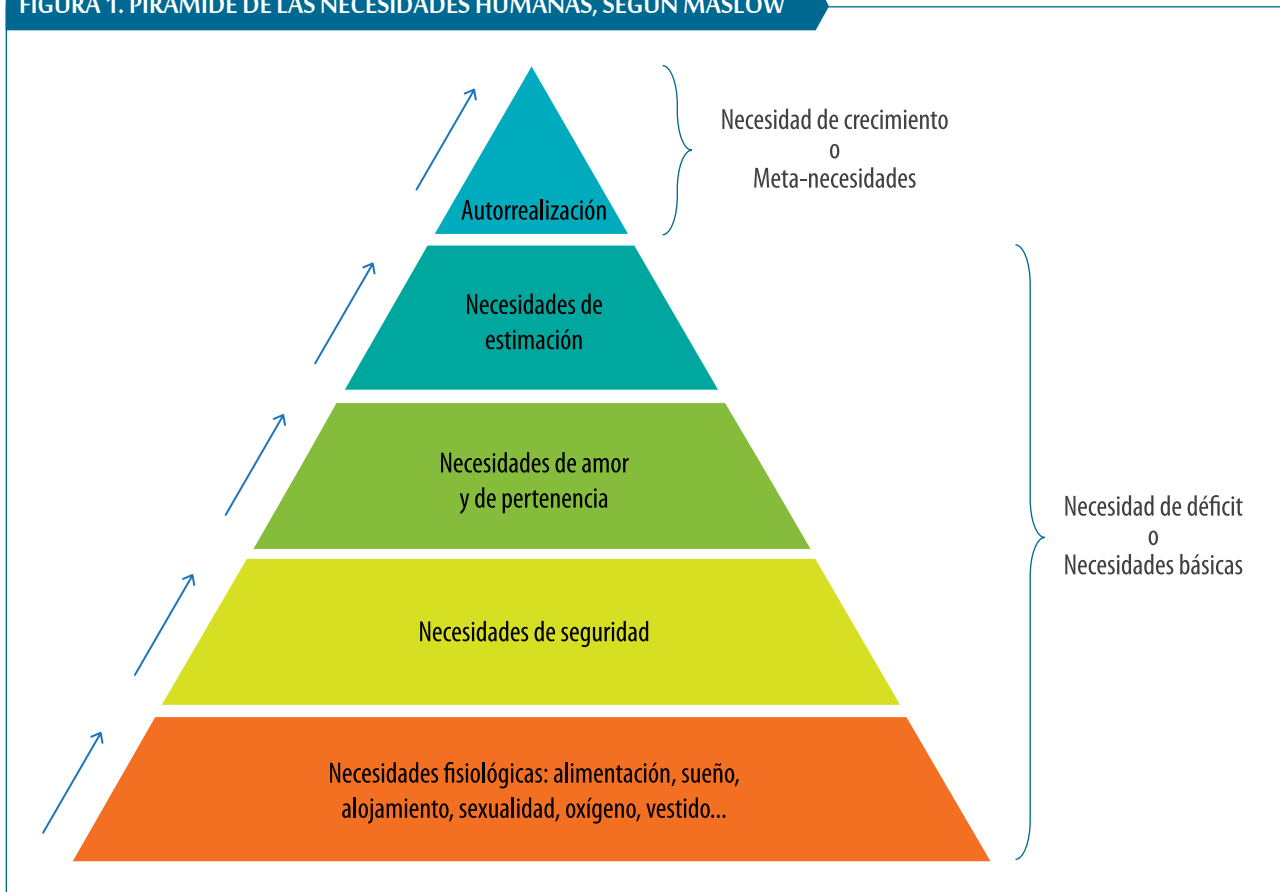 FIGURA 1. PIRÁMIDE DE LAS NECESIDADES HUMANAS, SEGÚN MASLOW
Necesidad de crecimiento
o
Meta-necesidades
Autorrealización
Necesidades de
estimación
Necesidades de amor
y de pertenencia
Necesidad de déficit
o
Necesidades básicas
Necesidades de seguridad
Necesidades fisiológicas: alimentación, sueño,
alojamiento, sexualidad, oxígeno, vestido...